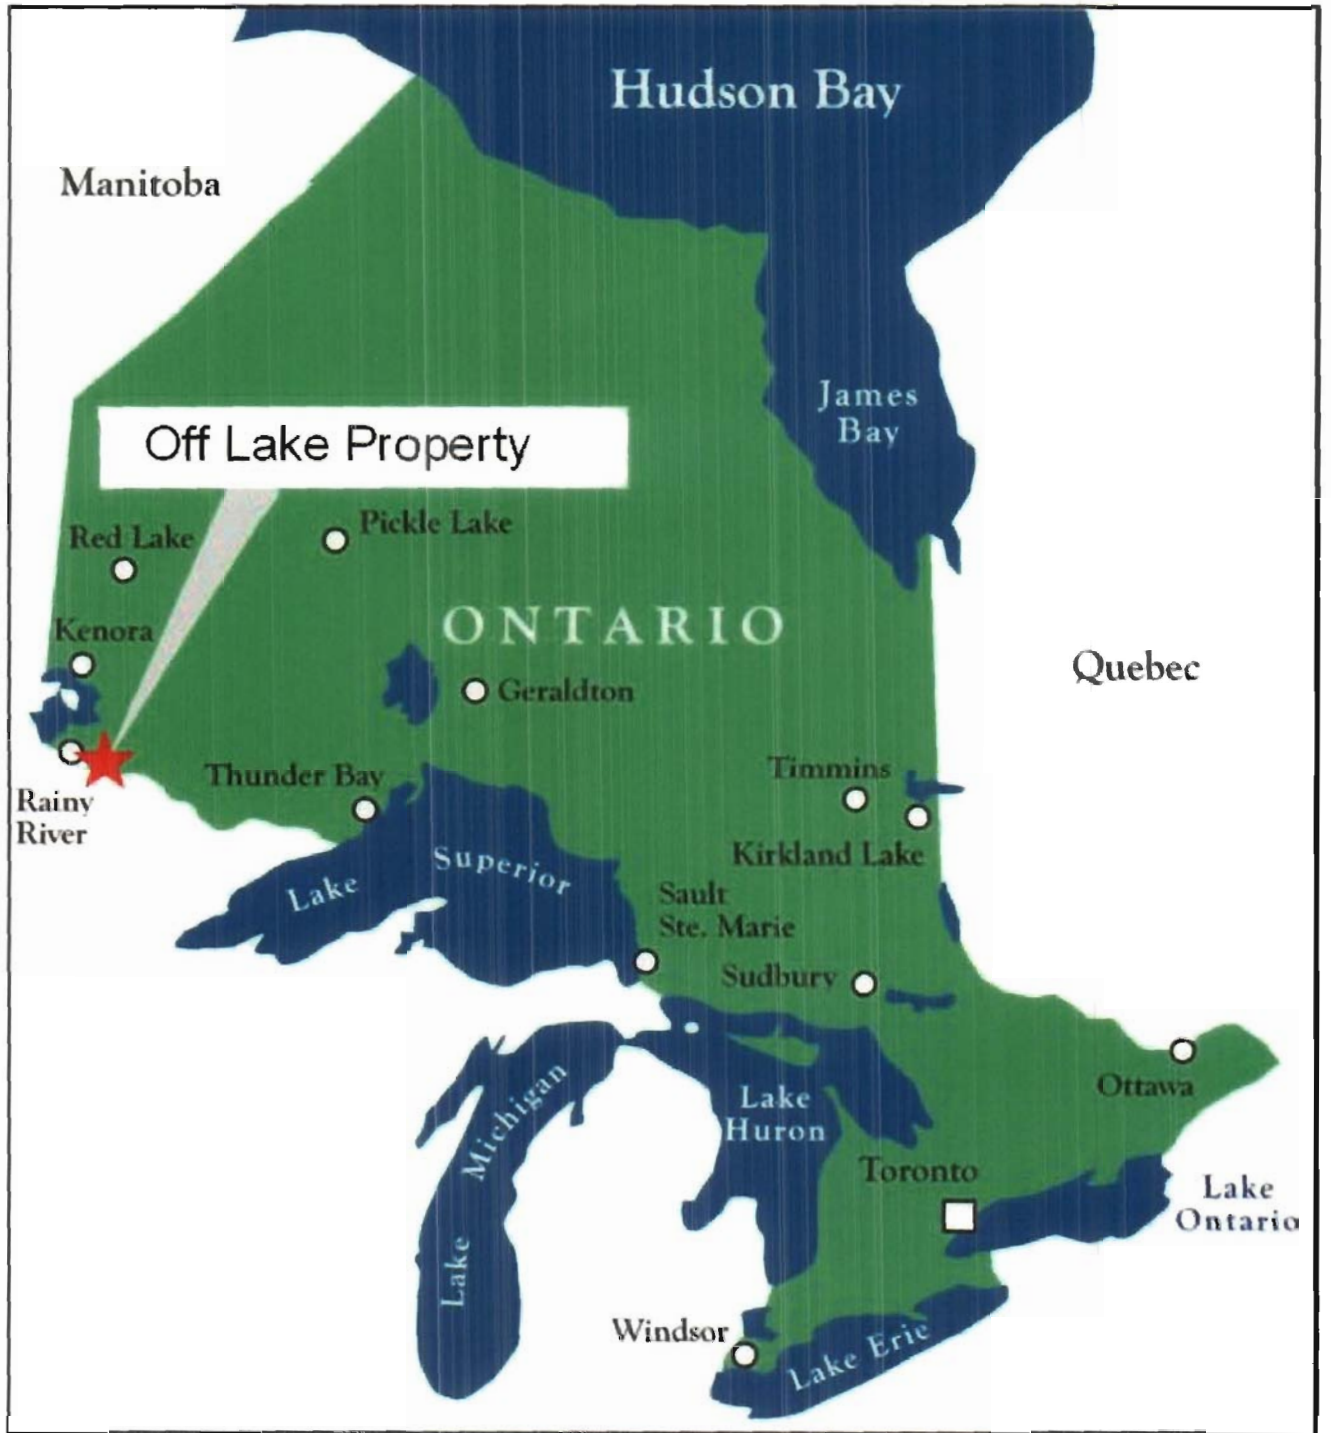 Hudson Bay
Manitoba
James
Bay
Off Lake Property
Pickle Lake
Red Lake
ONTARIO
Kenora
Quebec
Geraldton
Thunder Bay
Timmins
Rainy
River
Kirkland Lake
Lake Superior
Sault
Ste. Marie
Sudbury
Ottawa
Lake Michigan
Lake
Huron
Toronto
Lake
Ontario
Windsor
Lake Erie